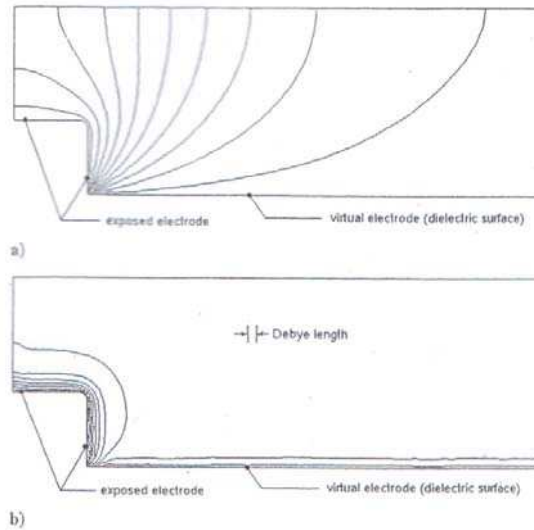 exposed electrode
virtual electrode (dielectric surface)
a)
Debye length
exposed electrode
virtual electrode (dielectric surface)
b)